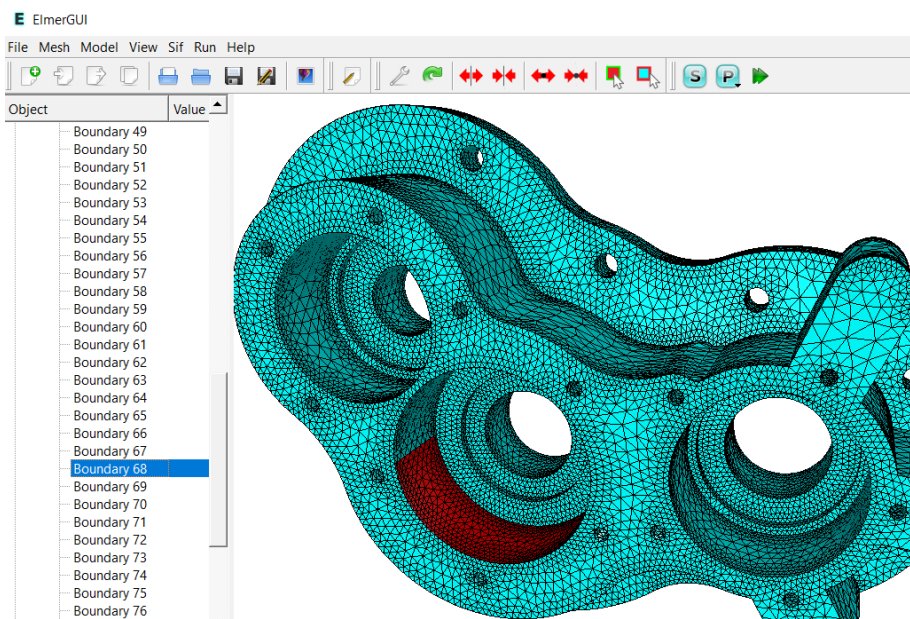 E ElmerGUI
File Mesh Model View Sif Run Help
S P
Object Value
Boundary 49
Boundary 50
Boundary 51
Boundary 52
Boundary 53
Boundary 54
Boundary 55
Boundary 56
Boundary 57
Boundary 58
Boundary 59
Boundary 60
Boundary 61
Boundary 62
Boundary 63
Boundary 64
Boundary 65
Boundary 66
Boundary 67
Boundary 68
Boundary 69
Boundary 70
Boundary 71
Boundary 72
Boundary 73
Boundary 74
Boundary 75
Boundary 76